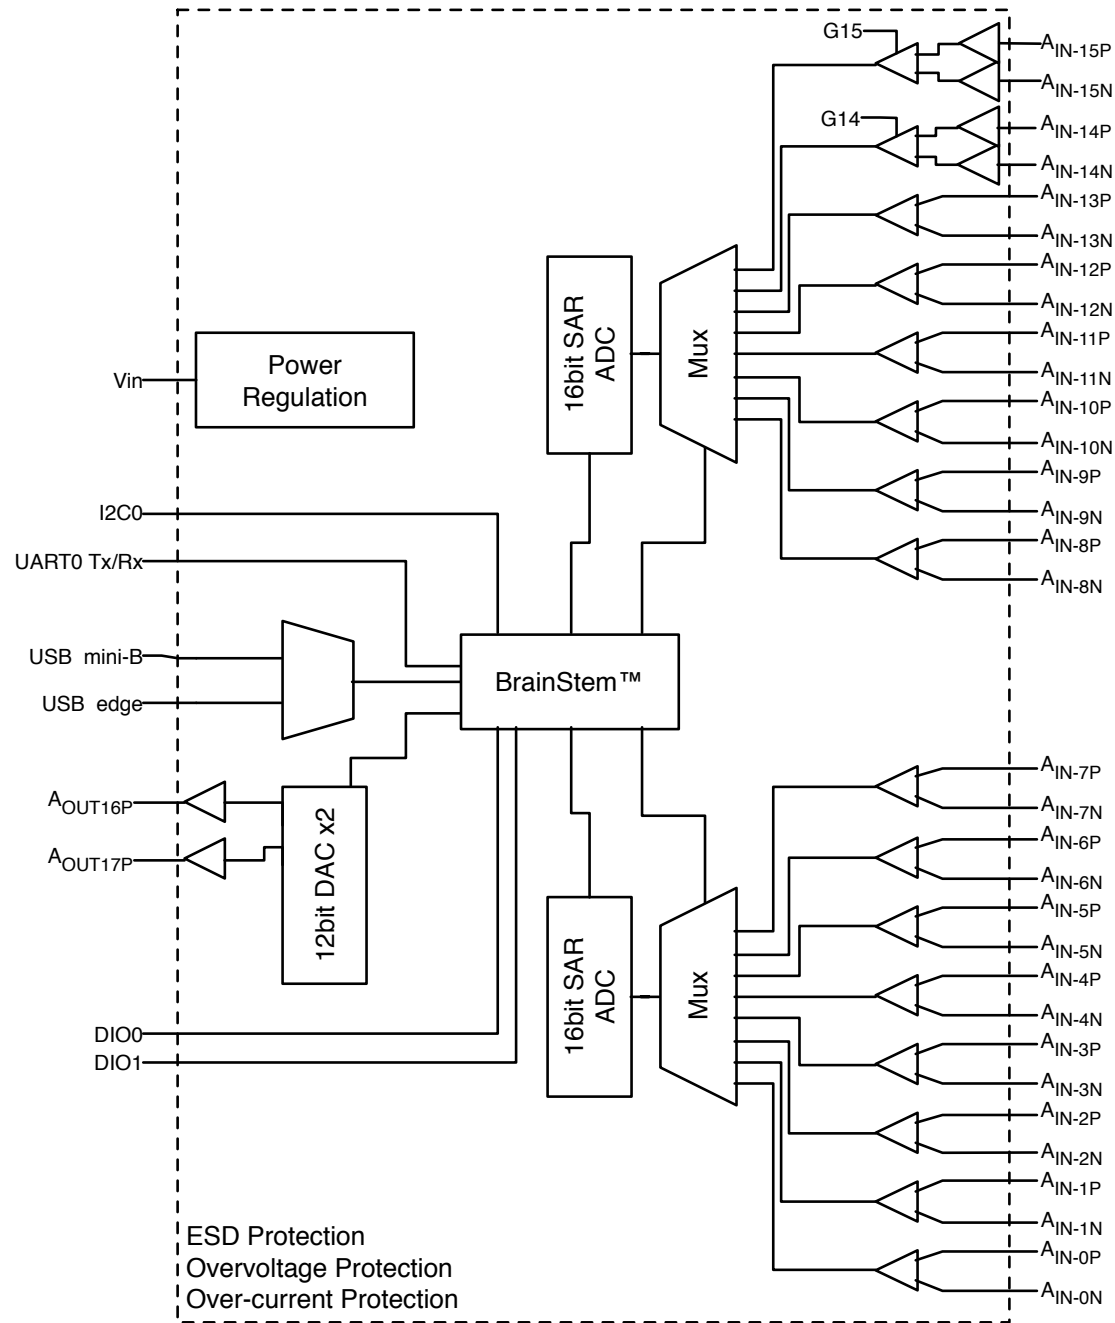 G15
AIN-15P
AIN-15N
G14
AIN-14P
AIN-14N
AIN-13P
AIN-13N
AIN-12P
AIN-12N
AIN-11P
AIN-11N
AIN-10P
AIN-10N
AIN-9P
AIN-9N
AIN-8P
AIN-8N
16bit SAR
ADC
Mux
Power
Regulation
Vin
I2C0
UART0 Tx/Rx
USB mini-B
USB edge
BrainStem™
AOUT16P
AOUT17P
12bit DAC x2
DIO0
DIO1
16bit SAR
ADC
Mux
AIN-7P
AIN-7N
AIN-6P
AIN-6N
AIN-5P
AIN-5N
AIN-4P
AIN-4N
AIN-3P
AIN-3N
AIN-2P
AIN-2N
AIN-1P
AIN-1N
AIN-0P
AIN-0N
ESD Protection
Overvoltage Protection
Over-current Protection